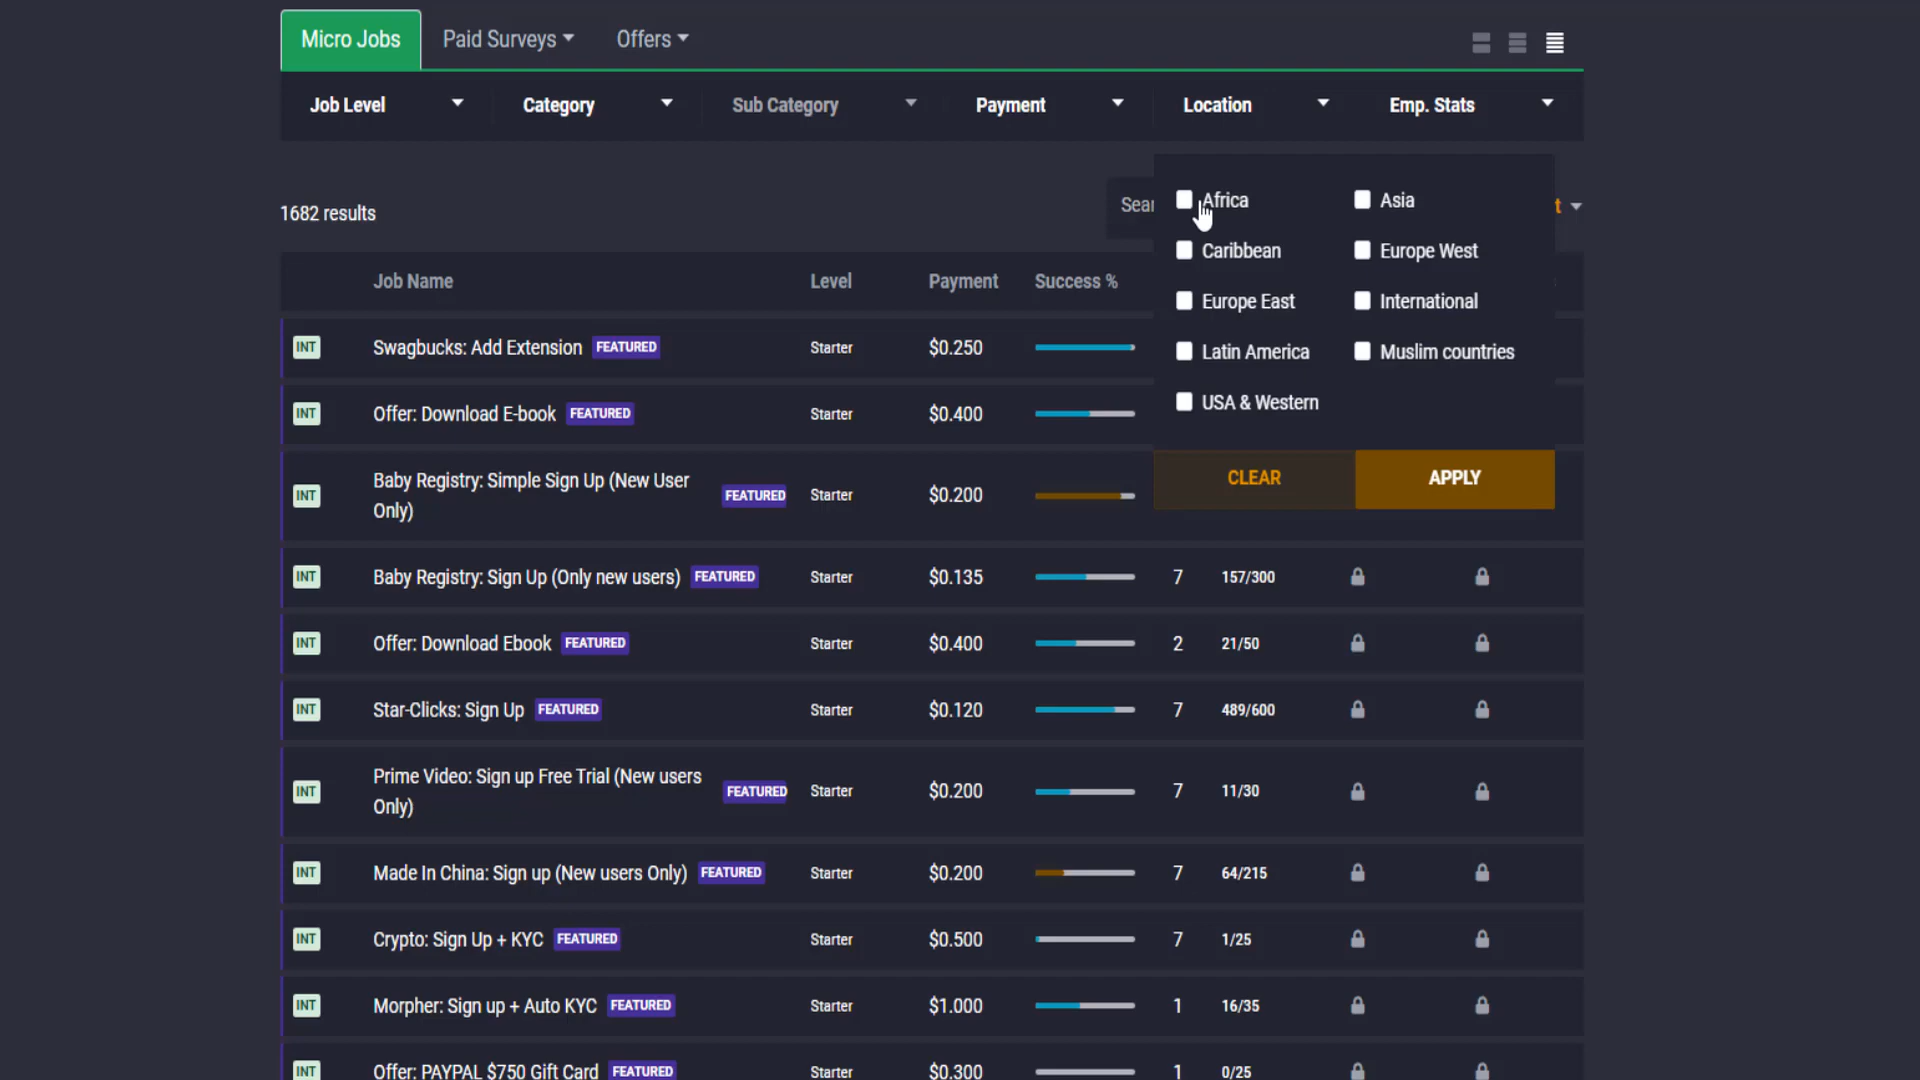 Micro Jobs Paid Surveys Offers
Job Level Category Sub Category Payment Location Emp. Stats
1682 results
Sear
Africa Asia
Caribbean Europe West
Europe East International
Latin America Muslim countries
USA & Western
CLEAR APPLY
Job Name Level Payment Success %
INT Swagbucks: Add Extension FEATURED Starter $0.250
INT Offer: Download E-book FEATURED Starter $0.400
INT Baby Registry: Simple Sign Up (New User
Only) FEATURED Starter $0.200
INT Baby Registry: Sign Up (Only new users) FEATURED Starter $0.135 7 157/300
INT Offer: Download Ebook FEATURED Starter $0.400 2 21/50
INT Star-Clicks: Sign Up FEATURED Starter $0.120 7 489/600
INT Prime Video: Sign up Free Trial (New users
Only) FEATURED Starter $0.200 7 11/30
INT Made In China: Sign up (New users Only) FEATURED Starter $0.200 7 64/215
INT Crypto: Sign Up + KYC FEATURED Starter $0.500 7 1/25
INT Morpher: Sign up + Auto KYC FEATURED Starter $1.000 1 16/35
INT Offer: PAYPAL $750 Gift Card FEATURED Starter $0.300 1 0/25